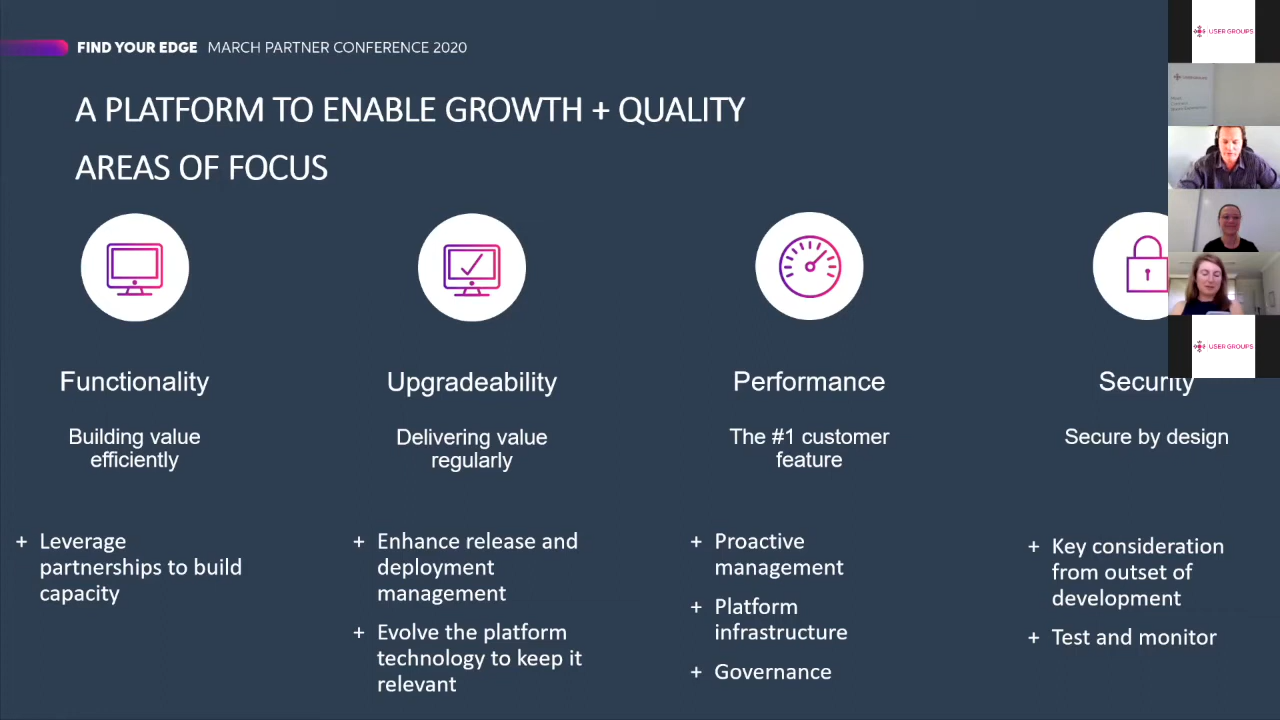 FIND YOUR EDGE MARCH PARTNER CONFERENCE 2020
USER GROUPS
A PLATFORM TO ENABLE GROWTH + QUALITY
AREAS OF FOCUS
USER GROUPS
Functionality
Building value
efficiently
+ Leverage
partnerships to build
capacity
Upgradeability
Delivering value
regularly
+ Enhance release and
deployment
management
+ Evolve the platform
technology to keep it
relevant
Performance
The #1 customer
feature
+ Proactive
management
+ Platform
infrastructure
+ Governance
Security
Secure by design
+ Key consideration
from outset of
development
+ Test and monitor